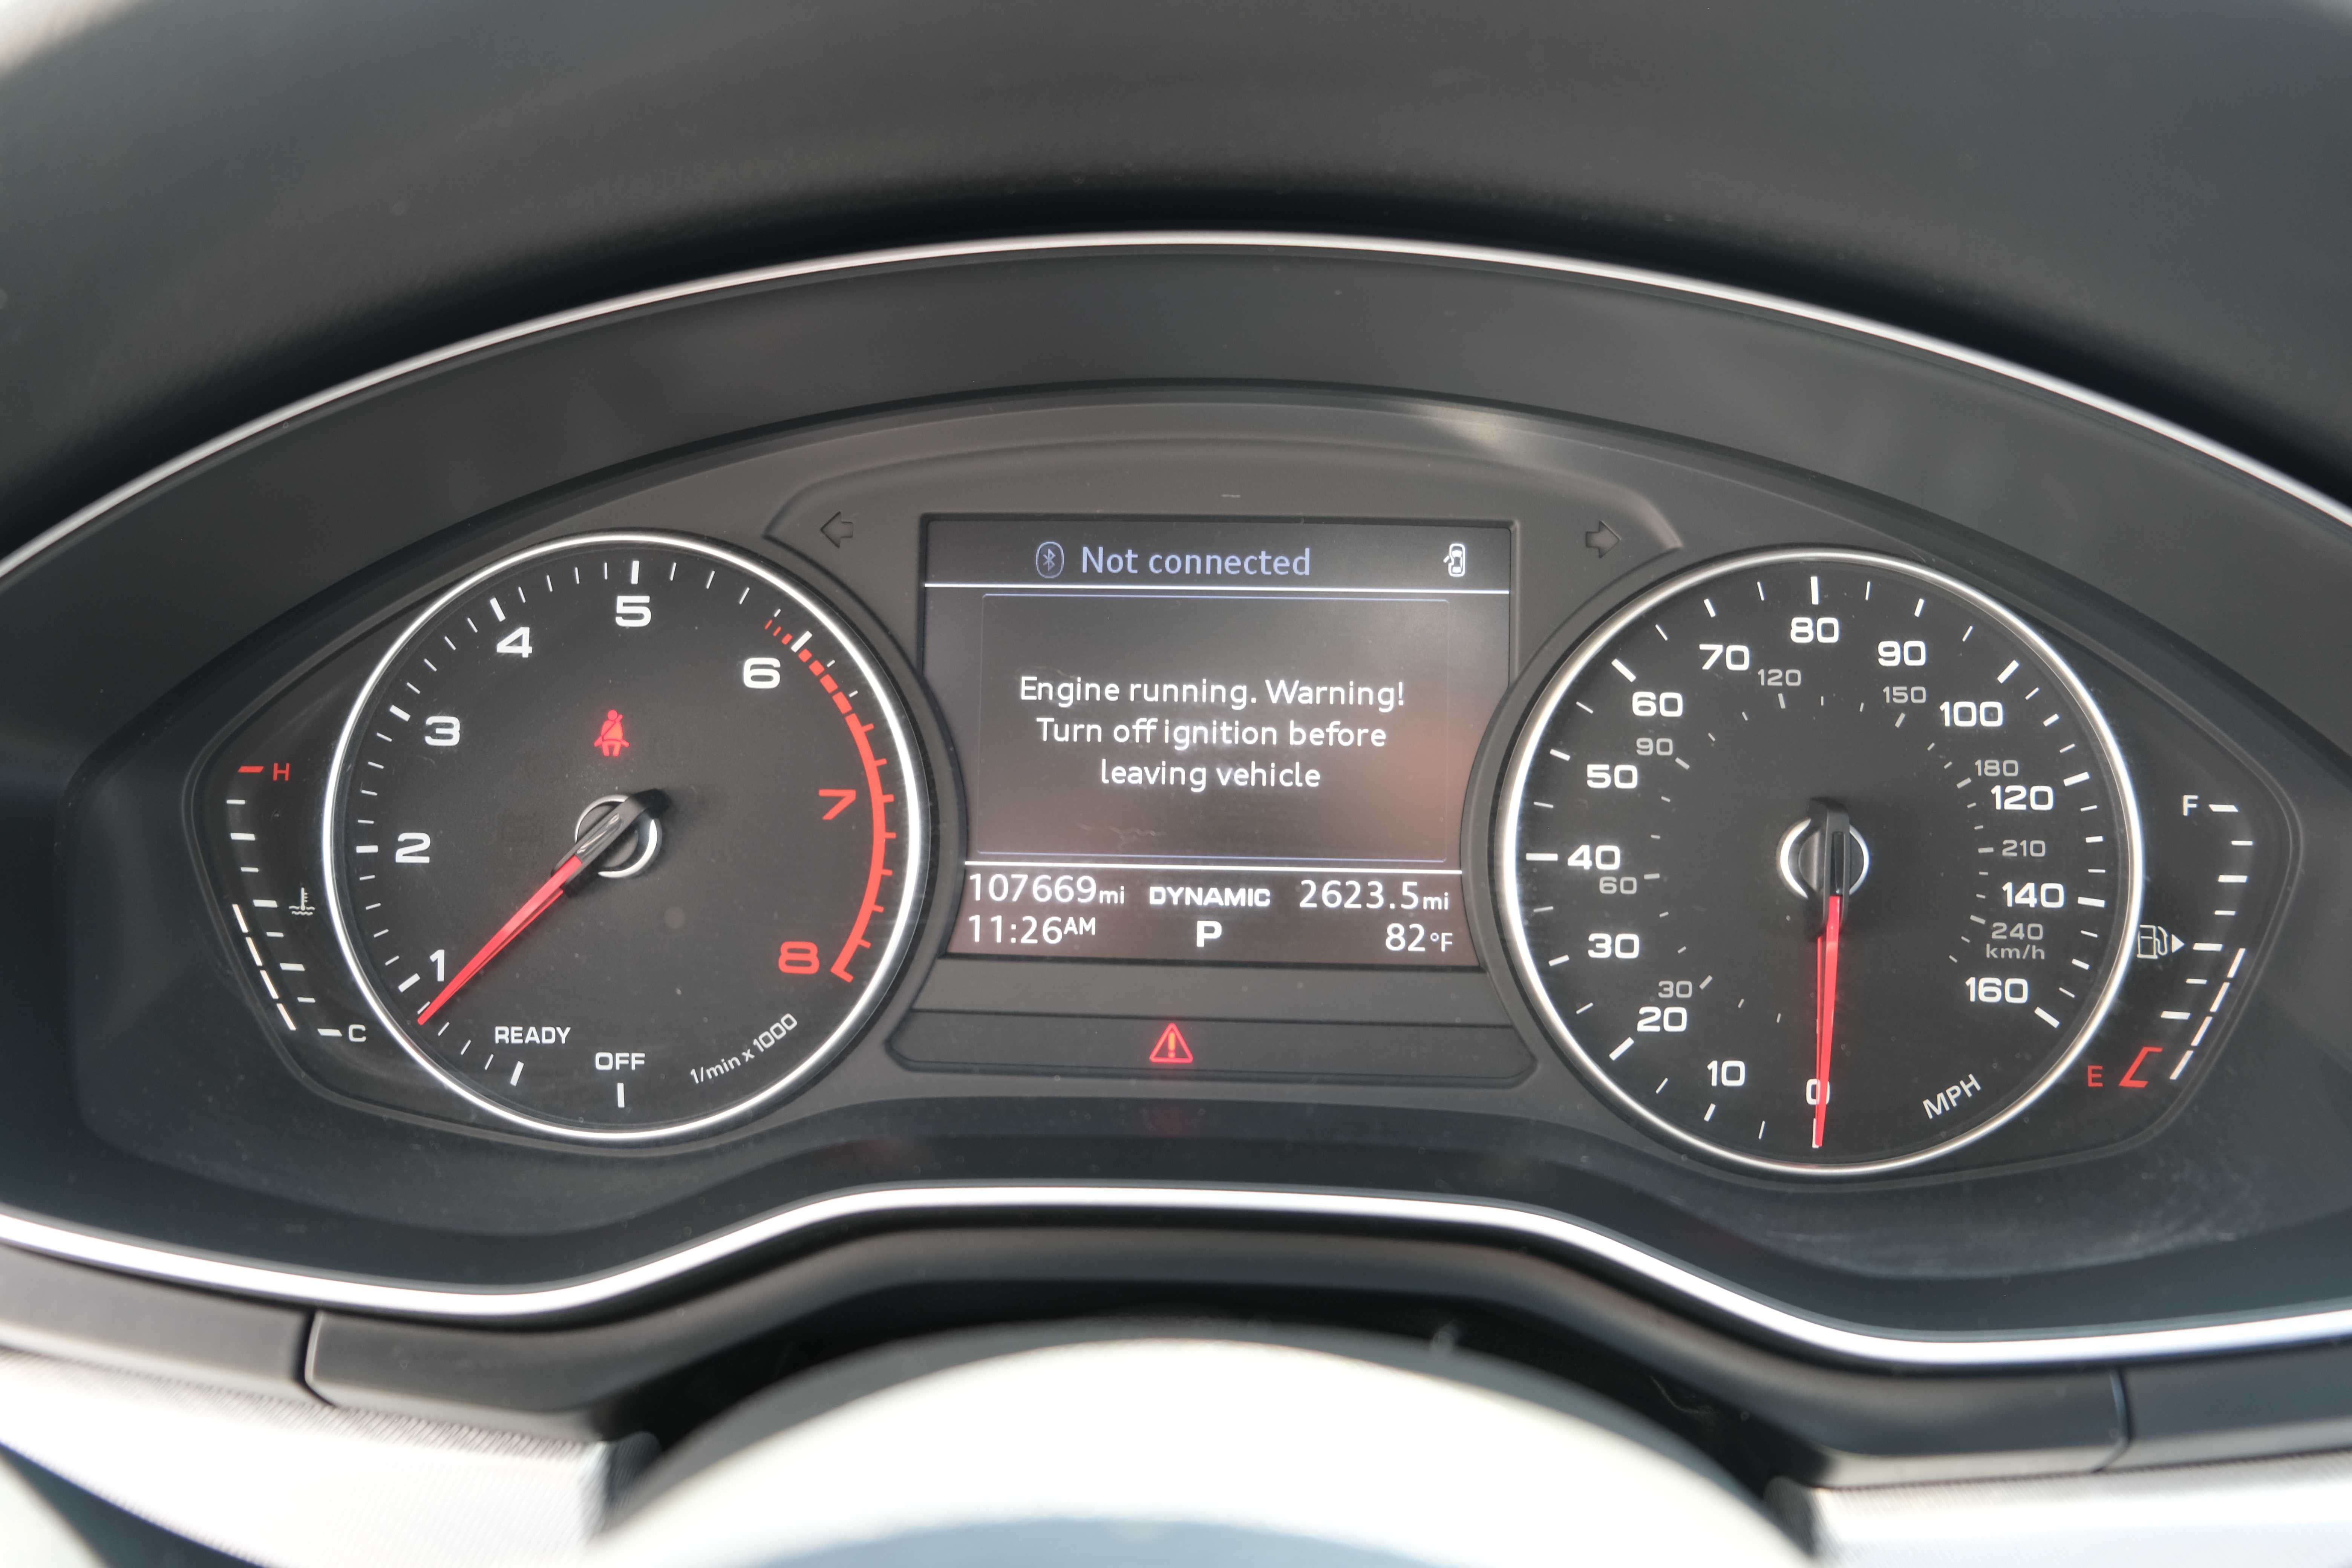 Not connected
Engine running. Warning!
Turn off ignition before
leaving vehicle
107669mi DYNAMIC 2623.5mi
11:26AM P 82°F
H
C
1
2
3
4
5
6
7
8
READY
OFF
1/min x 1000
0
10
20
30
40
50
60
70
80
90
100
120
140
160
MPH
30
60
90
120
150
180
210
240
km/h
F
E